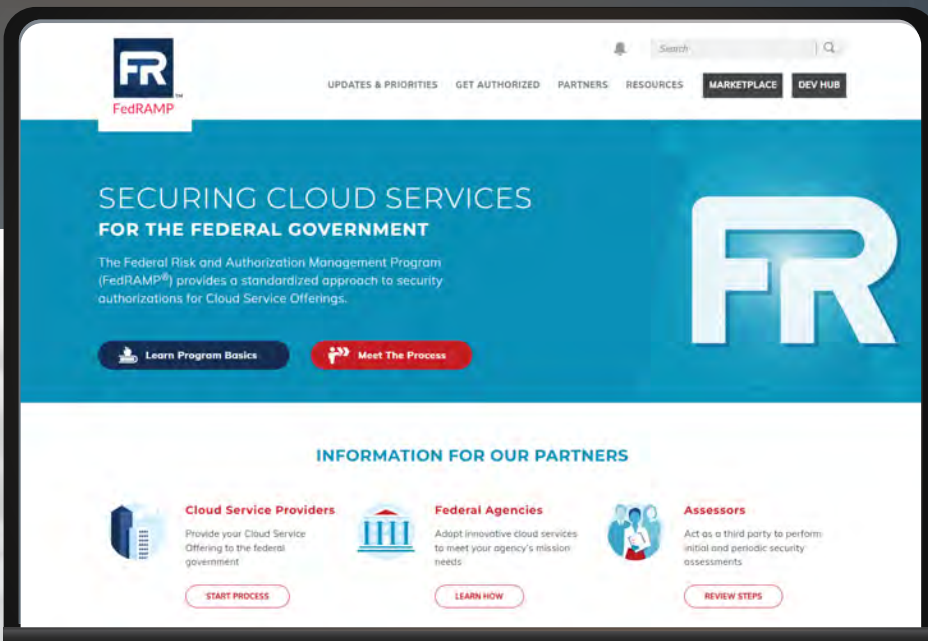 FR
FedRAMP
TM
Search
UPDATES & PRIORITIES GET AUTHORIZED PARTNERS RESOURCES MARKETPLACE DEV HUB
SECURING CLOUD SERVICES
FOR THE FEDERAL GOVERNMENT
The Federal Risk and Authorization Management Program
(FedRAMP®) provides a standardized approach to security
authorizations for Cloud Service Offerings.
Learn Program Basics
Meet The Process
FR
INFORMATION FOR OUR PARTNERS
Cloud Service Providers
Provide your Cloud Service
Offering to the federal
government
START PROCESS
Federal Agencies
Adopt innovative cloud services
to meet your agency's mission
needs
LEARN HOW
Assessors
Act as a third party to perform
initial and periodic security
assessments
REVIEW STEPS